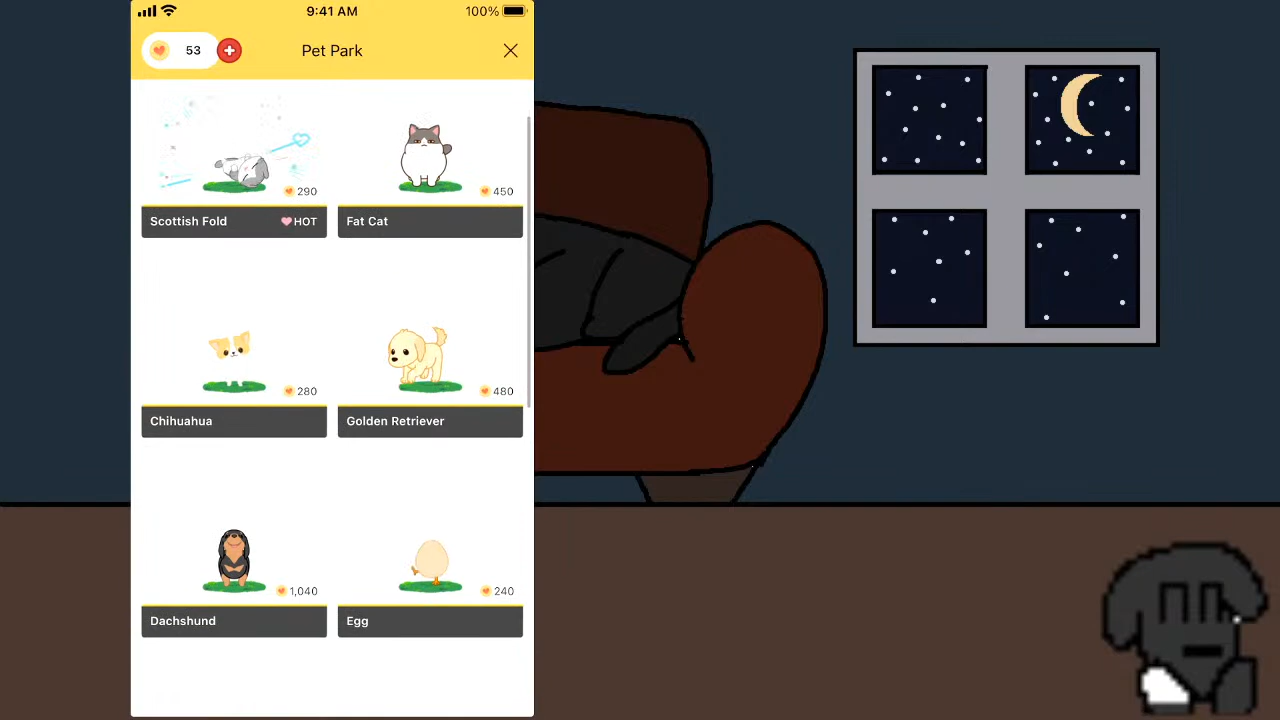 9:41 AM
100%
53
Pet Park
290
450
Scottish Fold
HOT
Fat Cat
280
480
Chihuahua
Golden Retriever
1,040
240
Dachshund
Egg